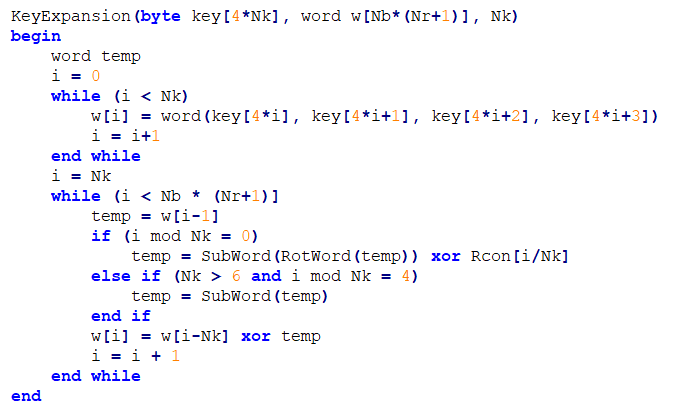 KeyExpansion(byte key[4*Nk], word w[Nb*(Nr+1)], Nk)
begin
    word temp
    i = 0
    while (i < Nk)
        w[i] = word(key[4*i], key[4*i+1], key[4*i+2], key[4*i+3])
        i = i+1
    end while
    i = Nk
    while (i < Nb * (Nr+1)]
        temp = w[i-1]
        if (i mod Nk = 0)
            temp = SubWord(RotWord(temp)) xor Rcon[i/Nk]
        else if (Nk > 6 and i mod Nk = 4)
            temp = SubWord(temp)
        end if
        w[i] = w[i-Nk] xor temp
        i = i + 1
    end while
end